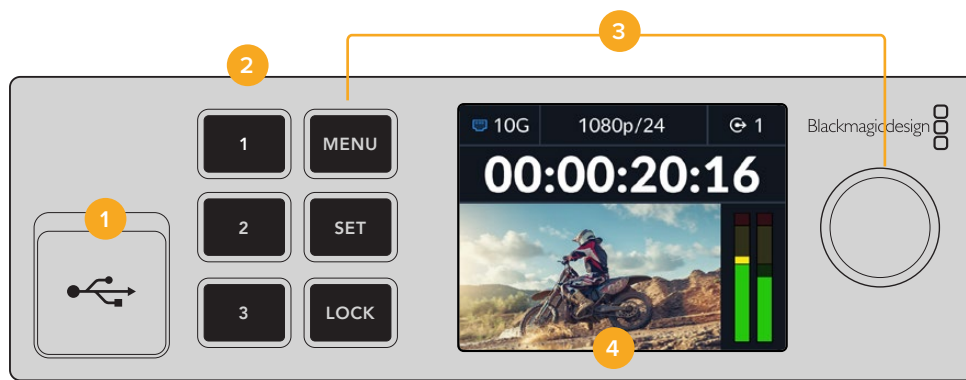 3
2
1 MENU
Blackmagicdesign
10G 1080p/24 1
00:00:20:16
1
2 SET
3 LOCK
4